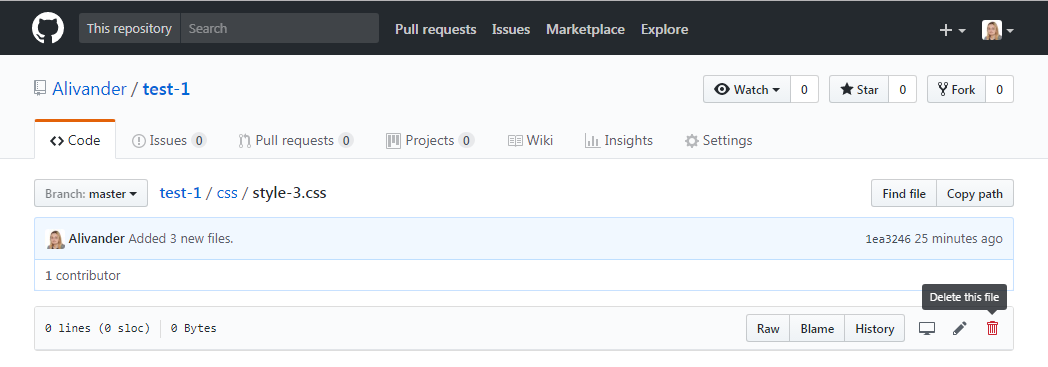 This repository Search Pull requests Issues Marketplace Explore
Alivander / test-1 Watch 0 Star 0 Fork 0
Code Issues 0 Pull requests 0 Projects 0 Wiki Insights Settings
Branch: master test-1 / css / style-3.css Find file Copy path
Alivander Added 3 new files. 1ea3246 25 minutes ago
1 contributor
Delete this file
0 lines (0 sloc) 0 Bytes Raw Blame History